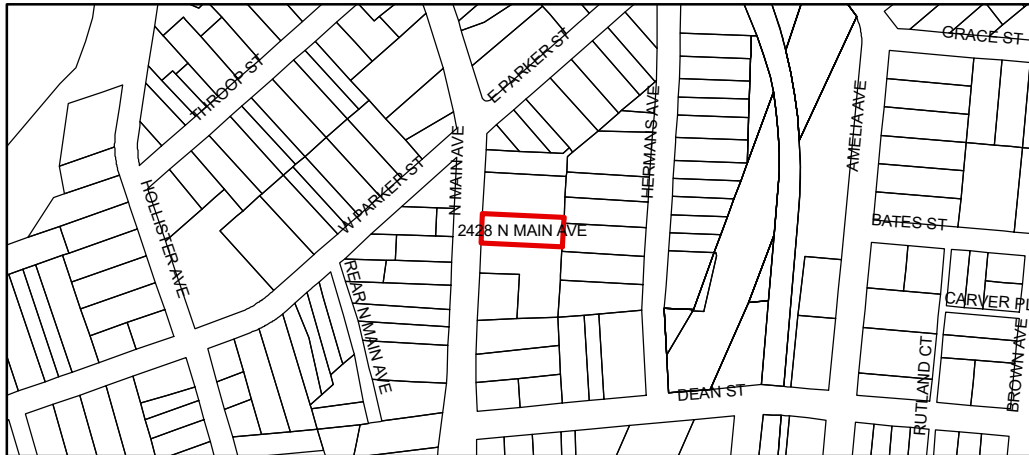 GRACE ST
THROOP ST
E PARKER ST
HERMANS AVE
AMELIA AVE
N MAIN AVE
W PARKER ST
HOLLISTER AVE
2428 N MAIN AVE
BATES ST
REAR N MAIN AVE
CARVER PL
BROWN AVE
RUTLAND CT
DEAN ST